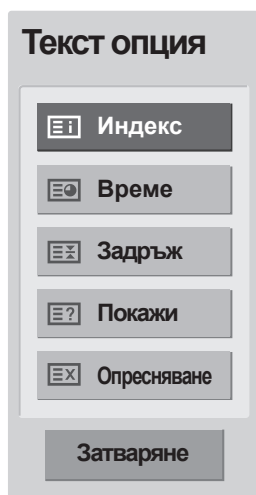 Текст опция
Индекс
Време
Задръж
Покажи
Опресняване
Затваряне